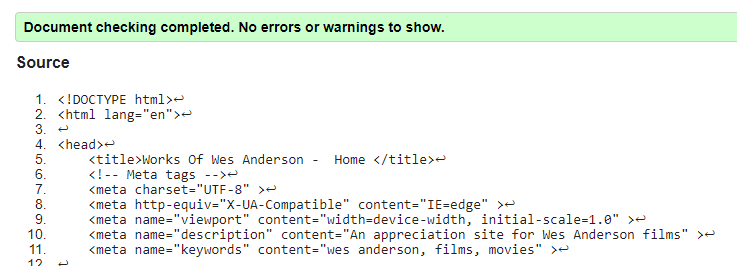 Document checking completed. No errors or warnings to show.
Source
1. <!DOCTYPE html>↩
2. <html lang="en">↩
3. ↩
4. <head>↩
5. <title>Works Of Wes Anderson -  Home </title>↩
6. <!-- Meta tags -->↩
7. <meta charset="UTF-8" >↩
8. <meta http-equiv="X-UA-Compatible" content="IE=edge" >↩
9. <meta name="viewport" content="width=device-width, initial-scale=1.0" >↩
10. <meta name="description" content="An appreciation site for Wes Anderson films" >↩
11. <meta name="keywords" content="wes anderson, films, movies" >↩
12. ↩